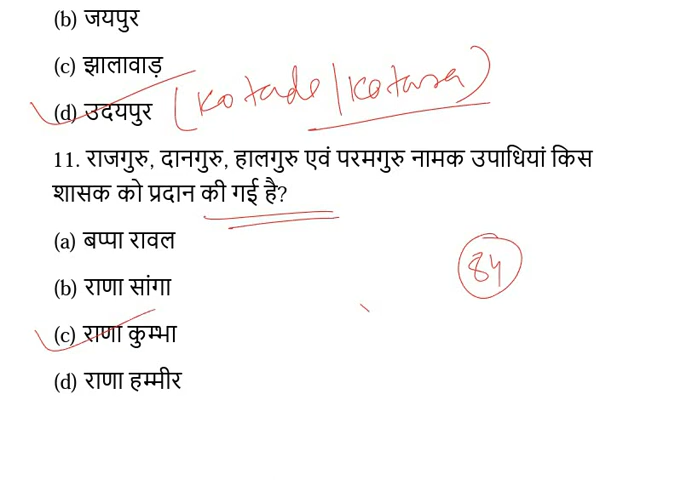 (b) जयपुर
(c) झालावाड़
(d) उदयपुर (Kotade/Kotara)
11. राजगुरु, दानगुरु, हालगुरु एवं परमगुरु नामक उपाधियां किस
शासक को प्रदान की गई है?
(a) बप्पा रावल
(b) राणा सांगा
84
(c) राणा कुम्भा
(d) राणा हम्मीर